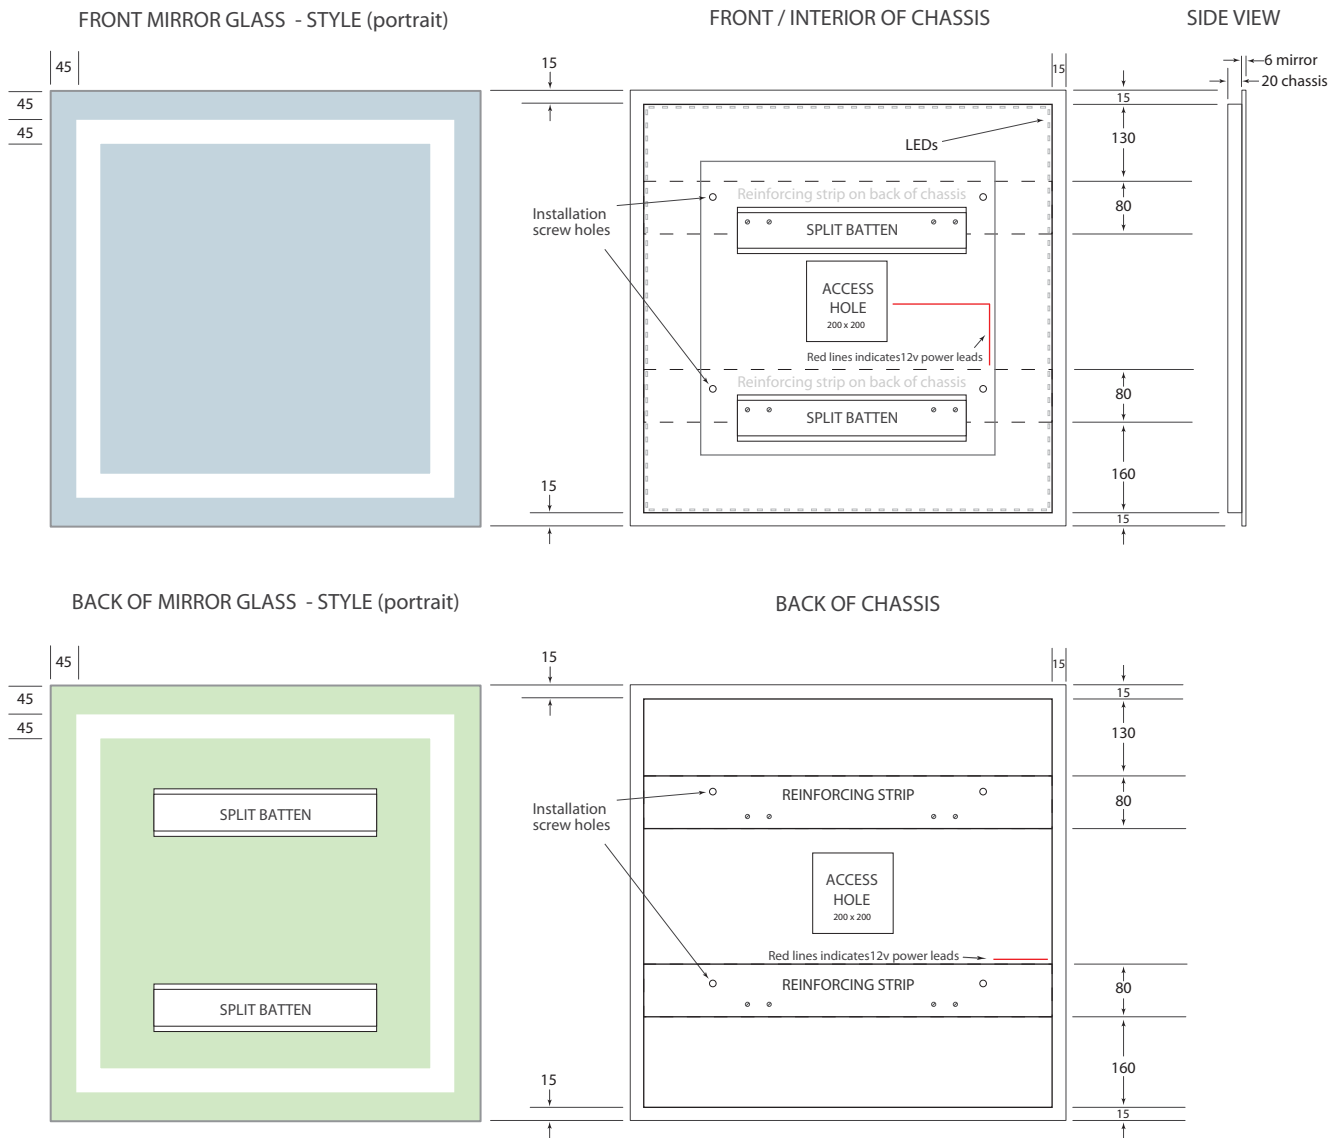 FRONT MIRROR GLASS - STYLE (portrait)
FRONT / INTERIOR OF CHASSIS
SIDE VIEW
45
45
45
15
15
6 mirror
20 chassis
15
130
80
80
160
15
15
LEDs
Reinforcing strip on back of chassis
Installation
screw holes
SPLIT BATTEN
ACCESS
HOLE
200 x 200
Red lines indicates12v power leads
Reinforcing strip on back of chassis
SPLIT BATTEN
BACK OF MIRROR GLASS - STYLE (portrait)
BACK OF CHASSIS
45
45
45
SPLIT BATTEN
SPLIT BATTEN
15
15
15
130
80
80
160
15
15
REINFORCING STRIP
Installation
screw holes
ACCESS
HOLE
200 x 200
Red lines indicates12v power leads
REINFORCING STRIP